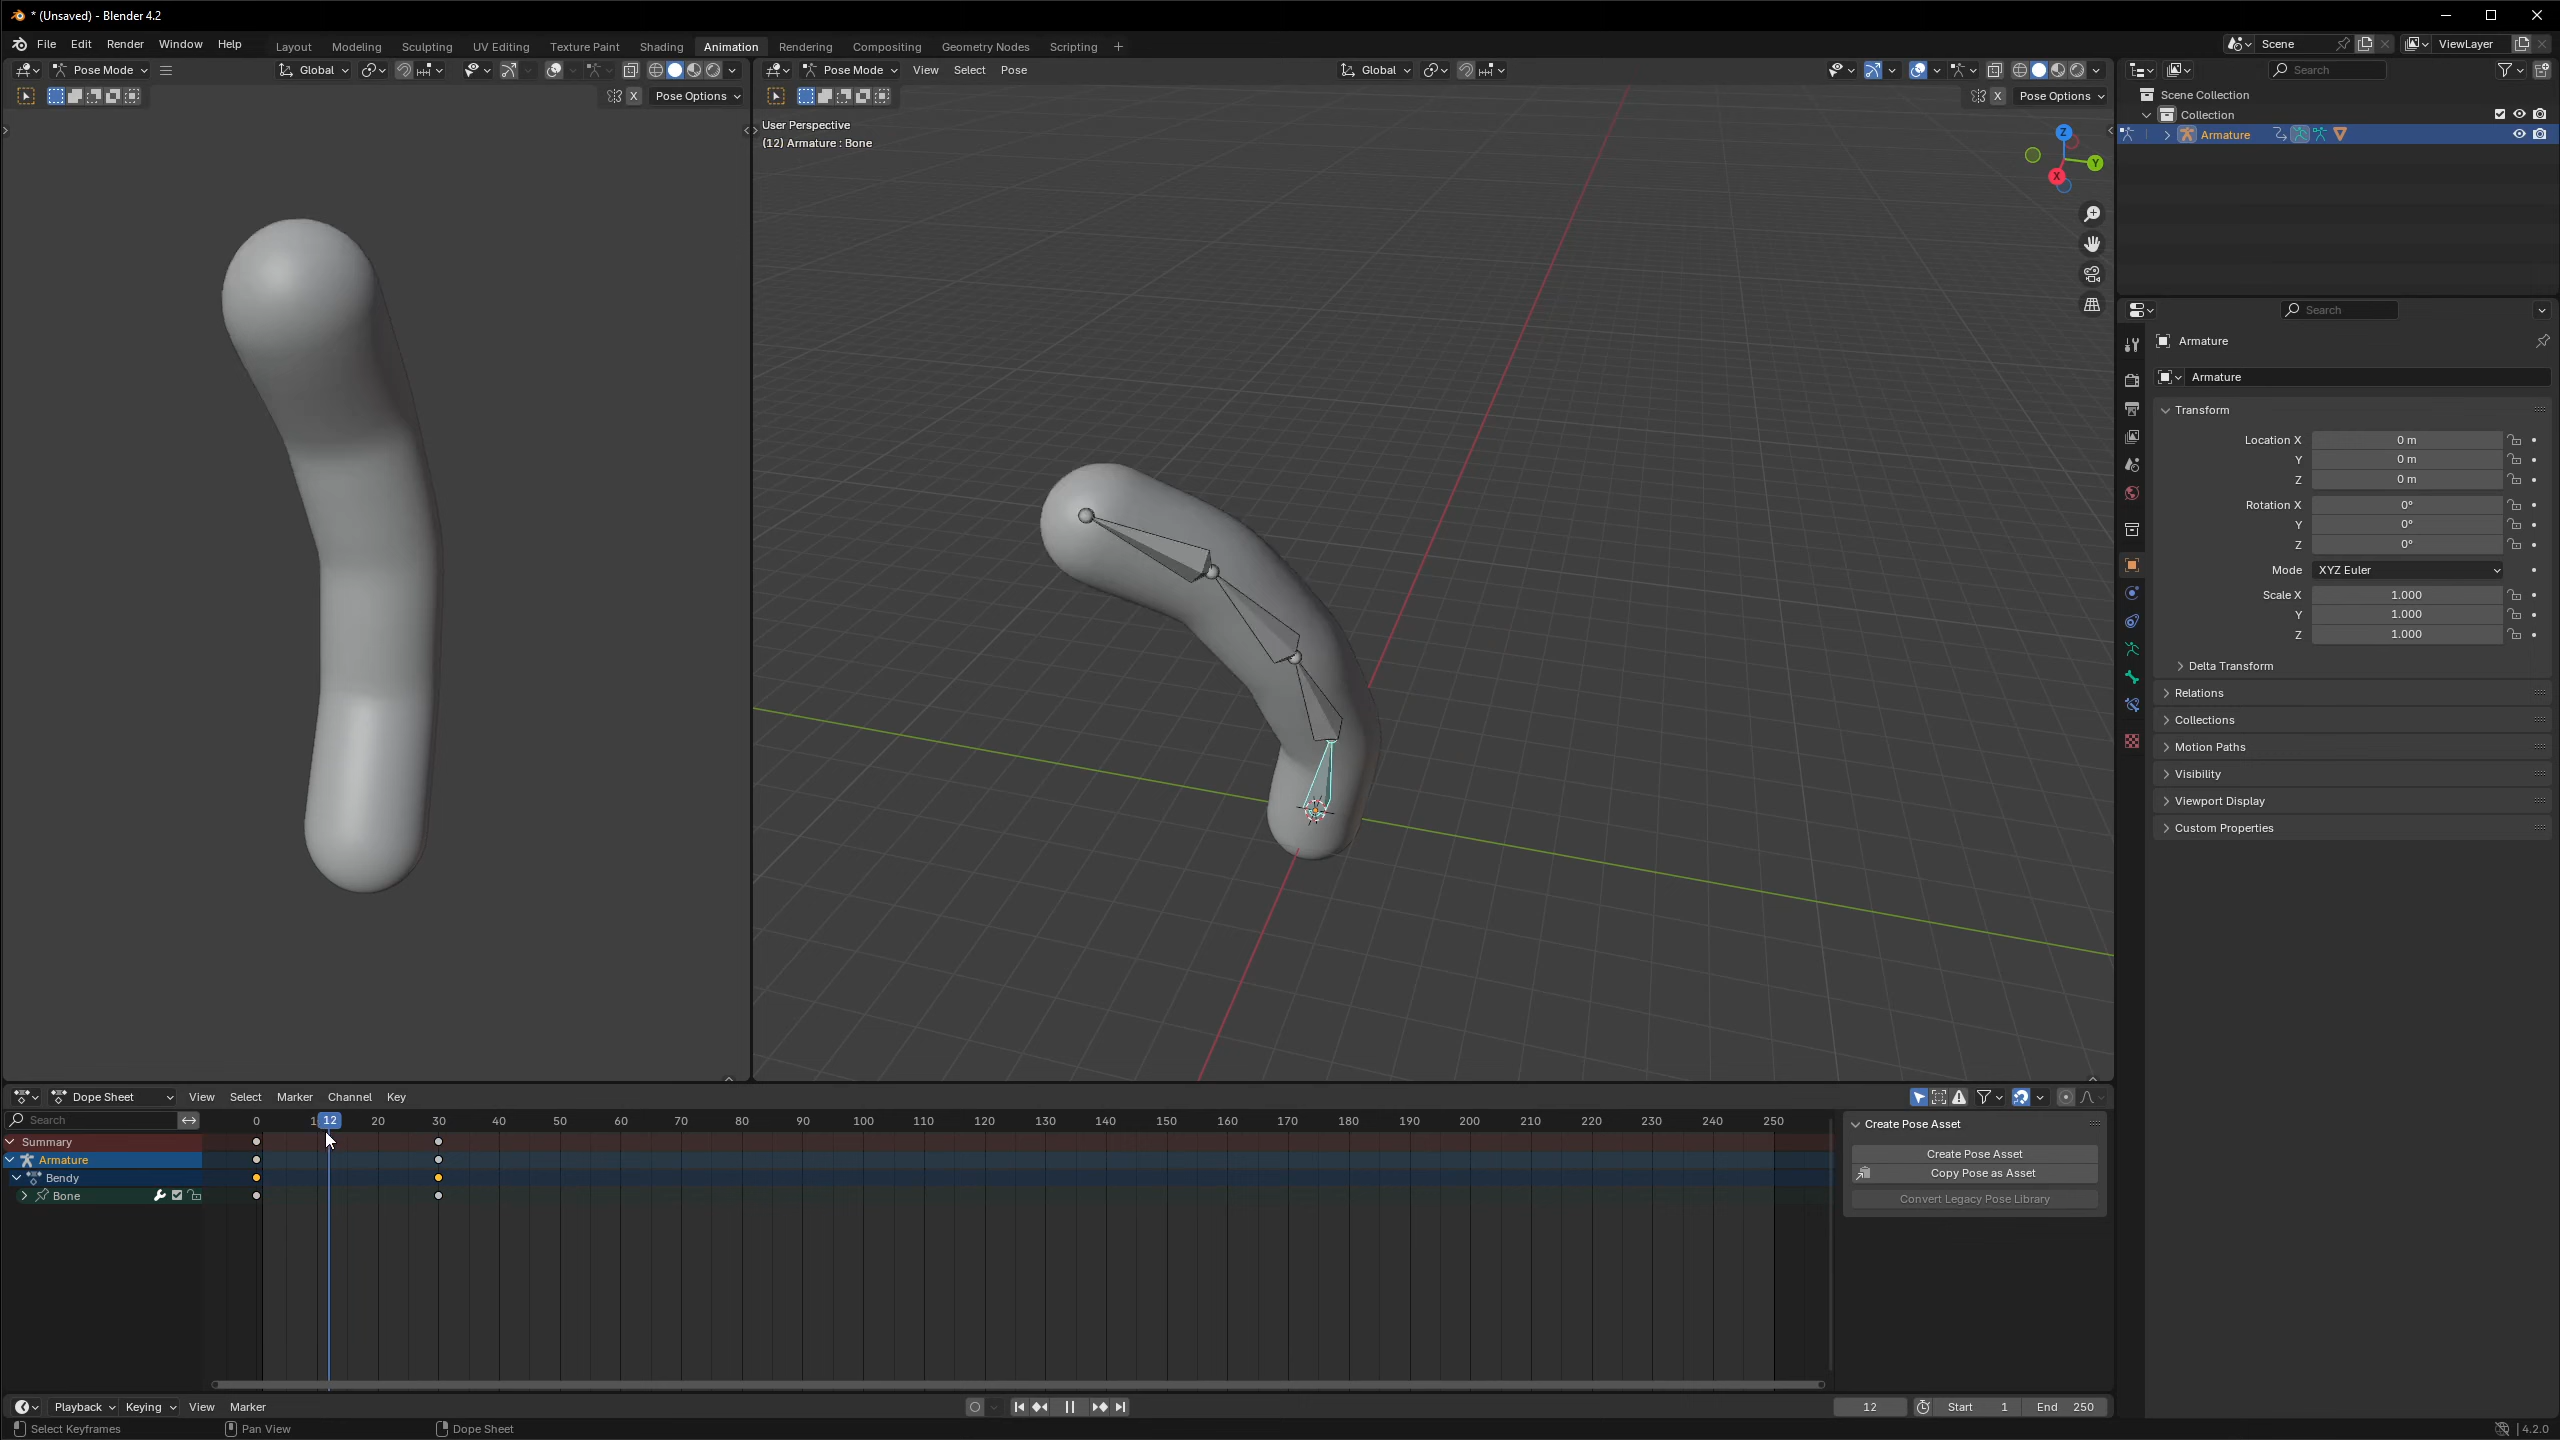 * (Unsaved) - Blender 4.2
File Edit Render Window Help Layout Modeling Sculpting UV Editing Texture Paint Shading Animation Rendering Compositing Geometry Nodes Scripting + Scene ViewLayer
Pose Mode Global
X Pose Options
Pose Mode View Select Pose Global
X Pose Options
User Perspective
(12) Armature : Bone
Z
Y
X
Search
Scene Collection
Collection
Armature
Search
Armature
Armature
Transform
Location X 0 m
Y 0 m
Z 0 m
Rotation X 0°
Y 0°
Z 0°
Mode XYZ Euler
Scale X 1.000
Y 1.000
Z 1.000
Delta Transform
Relations
Collections
Motion Paths
Visibility
Viewport Display
Custom Properties
Dope Sheet View Select Marker Channel Key
Search 0 12 20 30 40 50 60 70 80 90 100 110 120 130 140 150 160 170 180 190 200 210 220 230 240 250
Summary
Armature
Bendy
Bone
Create Pose Asset
Create Pose Asset
Copy Pose as Asset
Convert Legacy Pose Library
Playback Keying View Marker 12 Start 1 End 250
Select Keyframes Pan View Dope Sheet 4.2.0